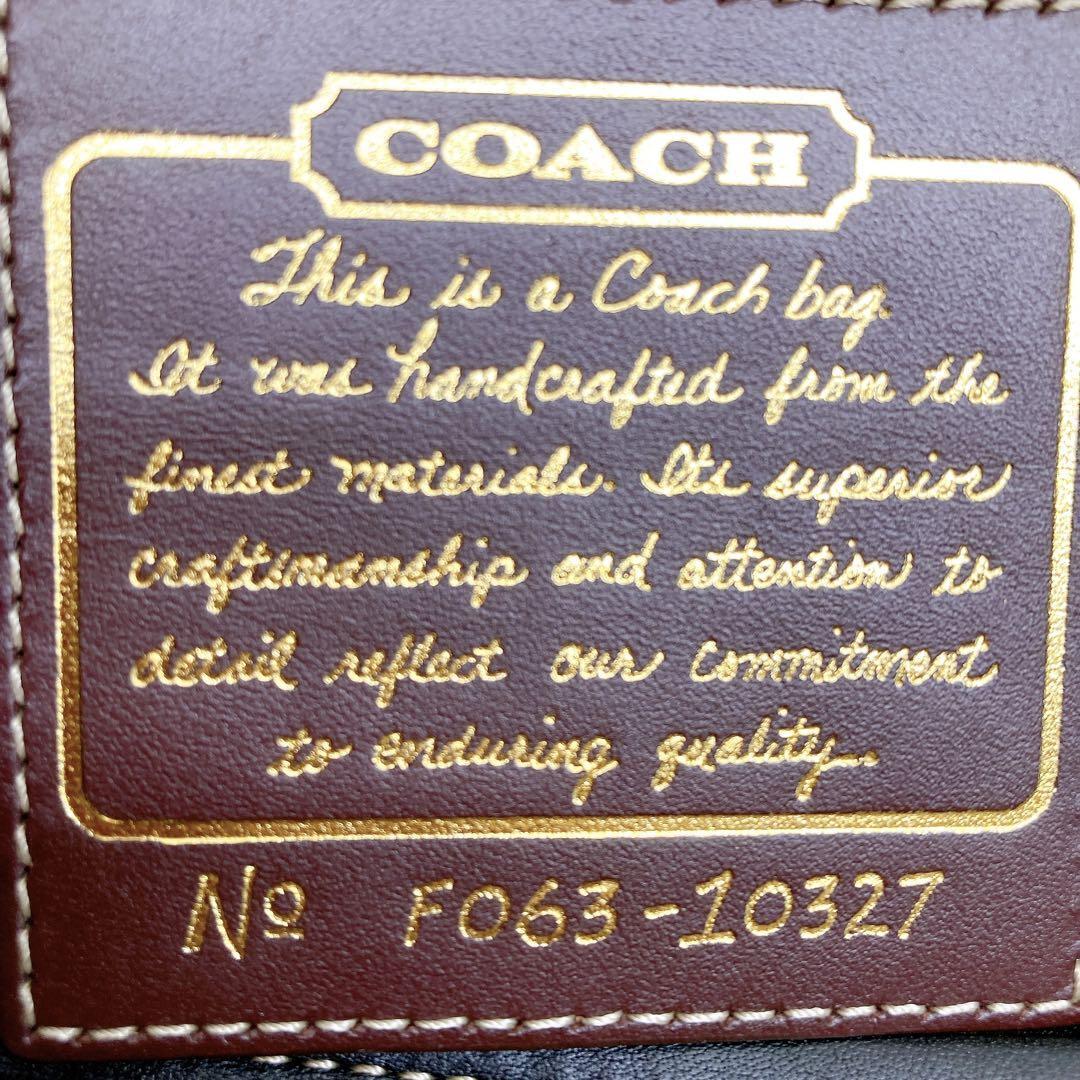 COACH
This is a Coach bag.
It was handcrafted from the
finest materials. Its superior
craftsmanship and attention to
detail reflect our commitment
to enduring quality.
No F063-10327